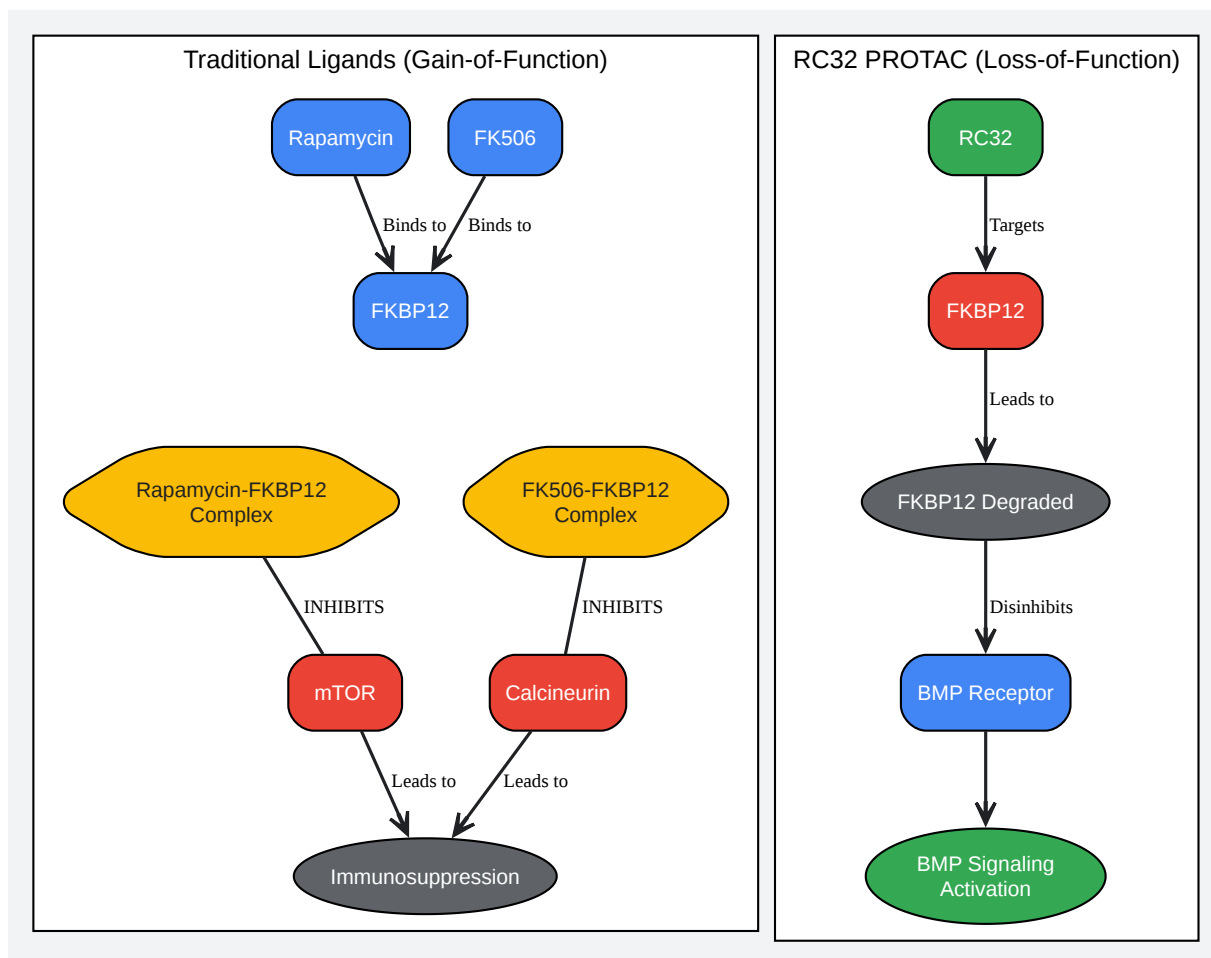 Traditional Ligands (Gain-of-Function)
Rapamycin
FK506
Binds to
Binds to
FKBP12
Rapamycin-FKBP12
Complex
FK506-FKBP12
Complex
INHIBITS
INHIBITS
mTOR
Calcineurin
Leads to
Leads to
Immunosuppression
RC32 PROTAC (Loss-of-Function)
RC32
Targets
FKBP12
Leads to
FKBP12 Degraded
Disinhibits
BMP Receptor
BMP Signaling
Activation